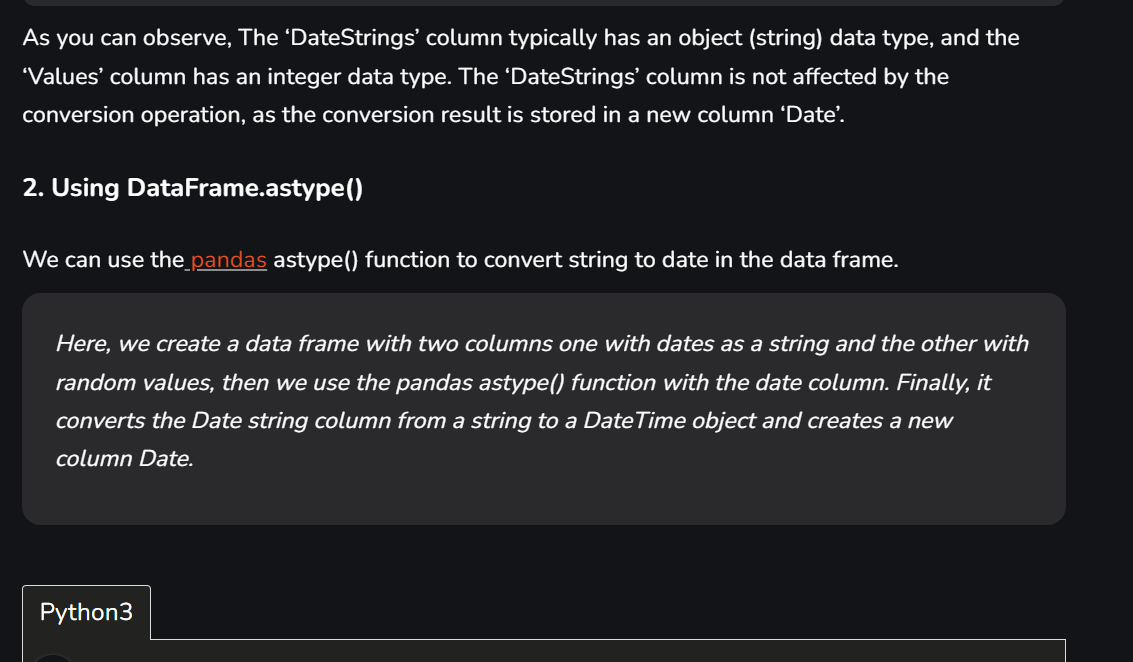 As you can observe, The ‘DateStrings’ column typically has an object (string) data type, and the
‘Values’ column has an integer data type. The ‘DateStrings’ column is not affected by the
conversion operation, as the conversion result is stored in a new column ‘Date’.
2. Using DataFrame.astype()
We can use the pandas astype() function to convert string to date in the data frame.
Here, we create a data frame with two columns one with dates as a string and the other with
random values, then we use the pandas astype() function with the date column. Finally, it
converts the Date string column from a string to a DateTime object and creates a new
column Date.
Python3